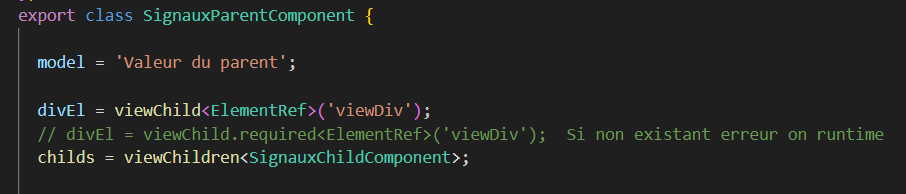 export class SignauxParentComponent {
model = 'Valeur du parent';
divEl = viewChild<ElementRef>('viewDiv');
// divEl = viewChild.required<ElementRef>('viewDiv');  Si non existant erreur on runtime
childs = viewChildren<SignauxChildComponent>;